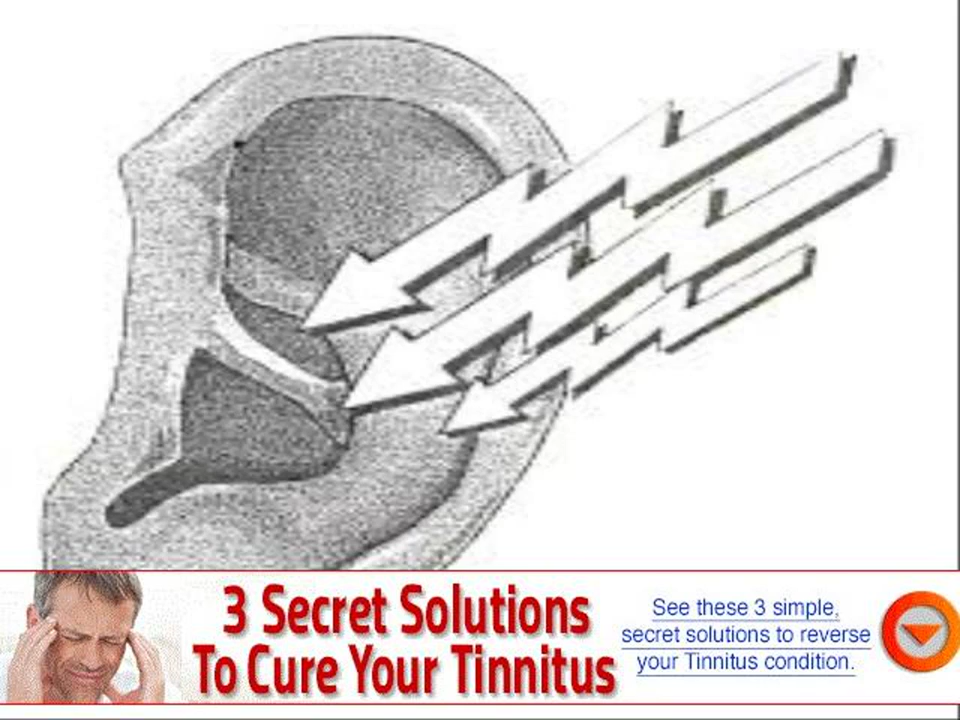 3 Secret Solutions
To Cure Your Tinnitus
See these 3 simple,
secret solutions to reverse
your Tinnitus condition.